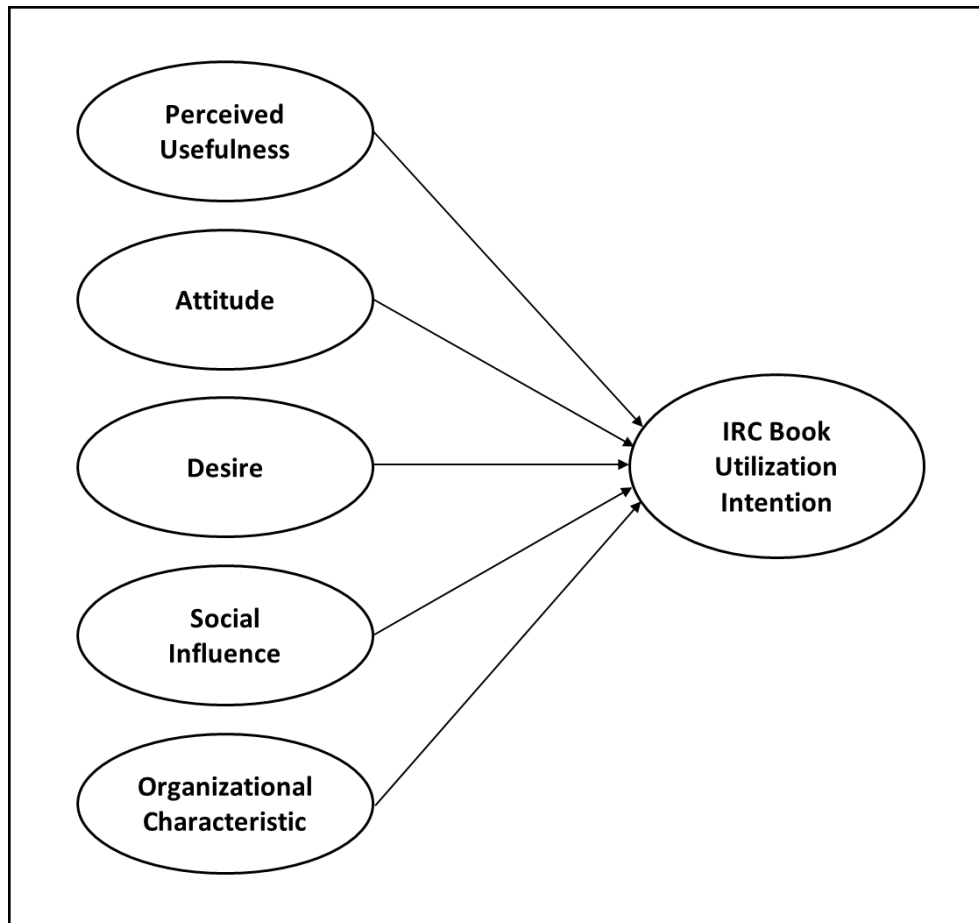 Perceived
Usefulness
Attitude
Desire
Social
Influence
Organizational
Characteristic
IRC Book
Utilization
Intention